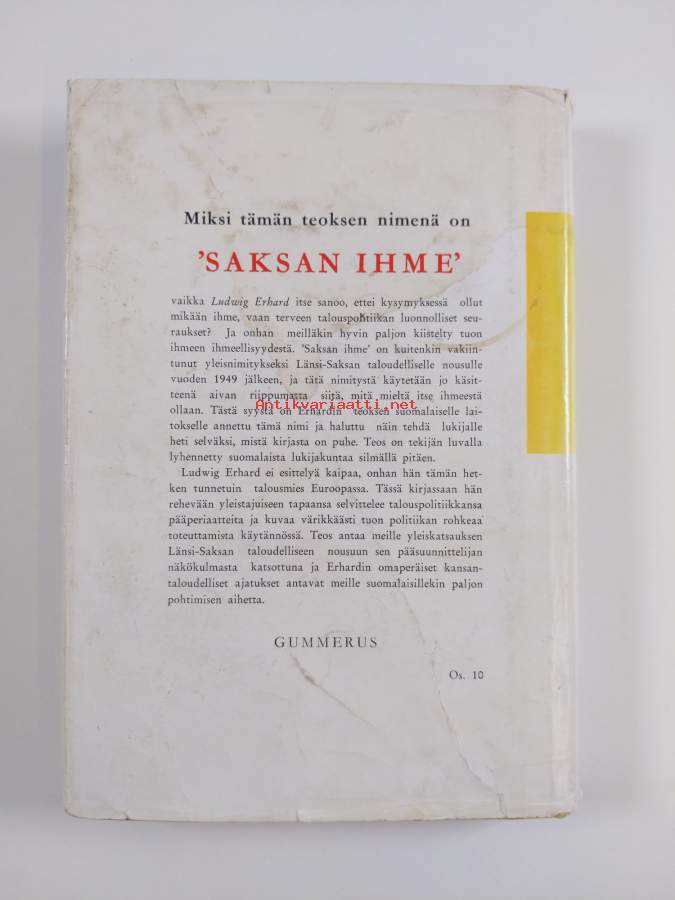 Miksi tämän teoksen nimenä on
’SAKSAN IHME’
vaikka Ludwig Erhard itse sanoo, ettei kysymyksessä ollut
mikään ihme, vaan terveen talouspolitiikan luonnolliset seu-
raukset? Ja onhan meilläkin hyvin paljon kiistelty tuon
ihmeen ihmeellisyydestä. ’Saksan ihme’ on kuitenkin vakiin-
tunut yleisnimitykseksi Länsi-Saksan taloudelliselle nousulle
vuoden 1949 jälkeen, ja tätä nimitystä käytetään jo käsit-
teenä aivan riippumatta siitä, mitä mieltä itse ihmeestä
ollaan. Tästä syystä on Erhardin teoksen suomalaiselle lai-
Antikvariaatti.net
tokselle annettu tämä nimi ja haluttu näin tehdä lukijalle
heti selväksi, mistä kirjasta on puhe. Teos on tekijän luvalla
lyhennetty suomalaista lukijakuntaa silmällä pitäen.
Ludwig Erhard ei esittelyä kaipaa, onhan hän tämän het-
ken tunnetuin talousmies Euroopassa. Tässä kirjassaan hän
rehevään yleistajuiseen tapaansa selvittelee talouspolitiikkansa
pääperiaatteita ja kuvaa värikkäästi tuon politiikan rohkeaa
toteuttamista käytännössä. Teos antaa meille yleiskatsauksen
Länsi-Saksan taloudelliseen nousuun sen pääsuunnittelijan
näkökulmasta katsottuna ja Erhardin omaperäiset kansan-
taloudelliset ajatukset antavat meille suomalaisillekin paljon
pohtimisen aihetta.
GUMMERUS
Os. 10